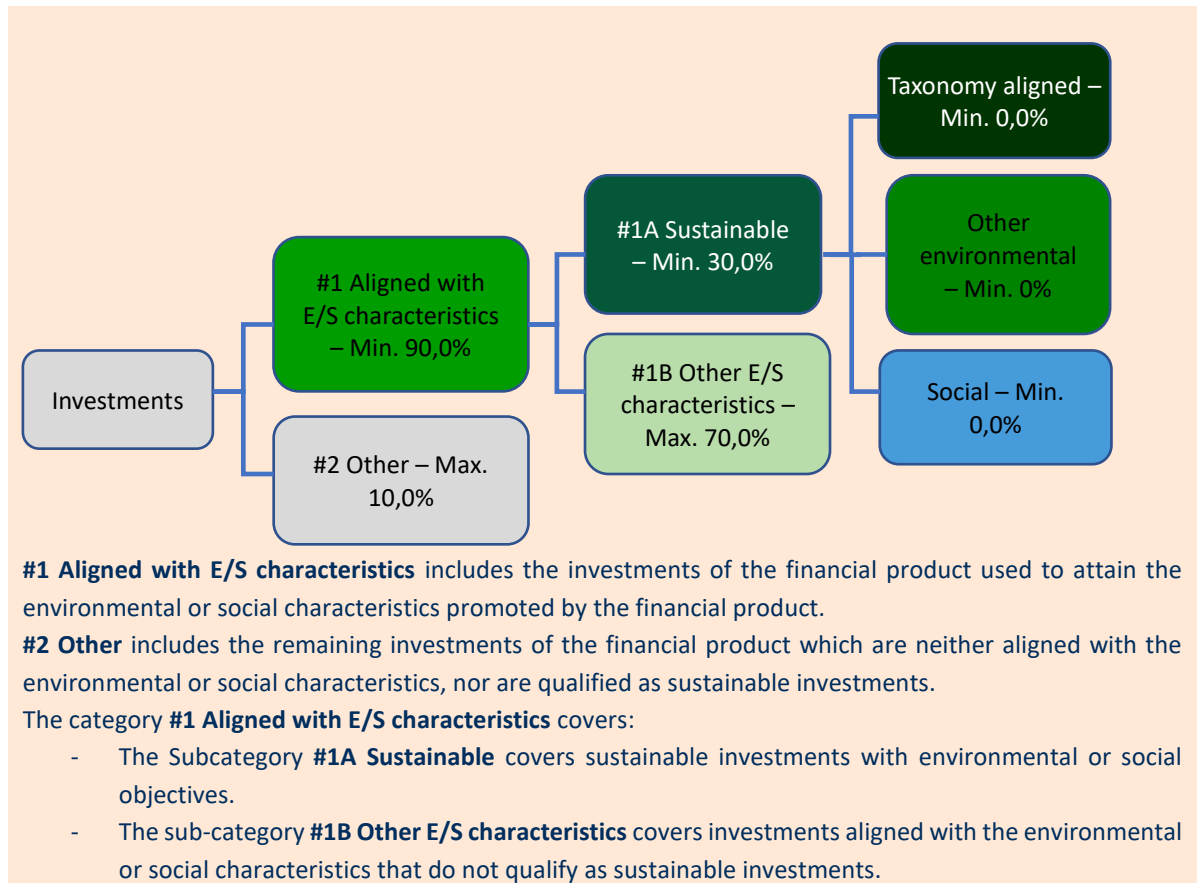 Taxonomy aligned –
Min. 0,0%
#1A Sustainable
– Min. 30,0%
Other
environmental
– Min. 0%
#1 Aligned with
E/S characteristics
– Min. 90,0%
Investments
#1B Other E/S
characteristics –
Max. 70,0%
Social – Min.
0,0%
#2 Other – Max.
10,0%
#1 Aligned with E/S characteristics includes the investments of the financial product used to attain the
environmental or social characteristics promoted by the financial product.
#2 Other includes the remaining investments of the financial product which are neither aligned with the
environmental or social characteristics, nor are qualified as sustainable investments.
The category #1 Aligned with E/S characteristics covers:
- The Subcategory #1A Sustainable covers sustainable investments with environmental or social
objectives.
- The sub-category #1B Other E/S characteristics covers investments aligned with the environmental
or social characteristics that do not qualify as sustainable investments.